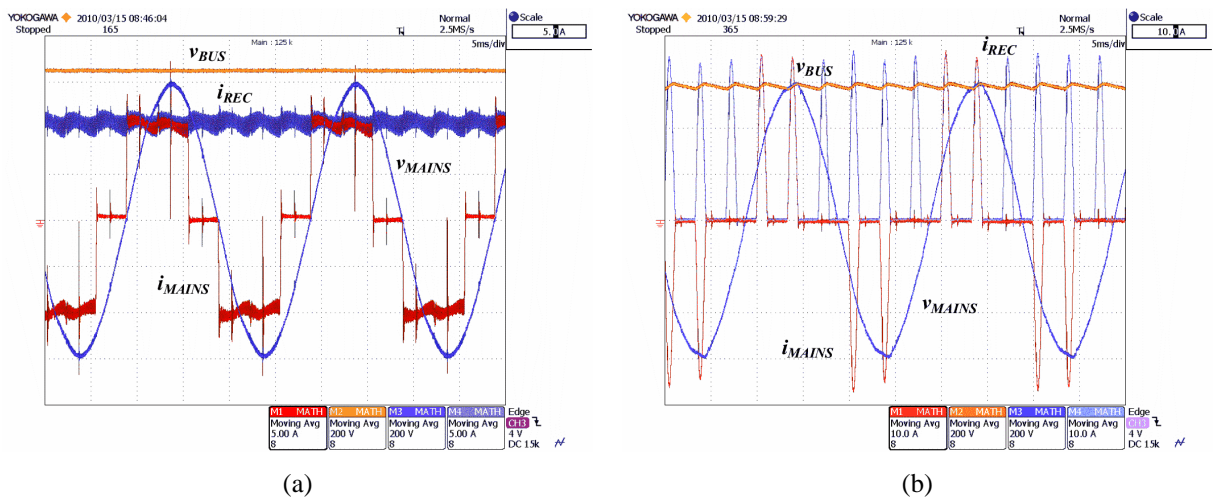 YOKOGAWA 2010/03/15 08:46:04 Normal
Stopped 165 2.5MS/s
Scale
5.0A
Main : 125 k 5ms/div
vBUS
iREC
vMAINS
iMAINS
M1 MATH M2 MATH M3 MATH M4 MATH Edge
Moving Avg Moving Avg Moving Avg Moving Avg CH3
5.00 A 200 V 200 V 5.00 A 4 V
8 8 8 8 DC 15k
(a)
YOKOGAWA 2010/03/15 08:59:29 Normal
Stopped 365 2.5MS/s
Scale
10.0A
Main : 125 k 5ms/div
iREC
vBUS
vMAINS
iMAINS
M1 MATH M2 MATH M3 MATH M4 MATH Edge
Moving Avg Moving Avg Moving Avg Moving Avg
10.0 A 200 V 200 V 10.0 A 4 V
8 8 8 8 DC 15k
(b)